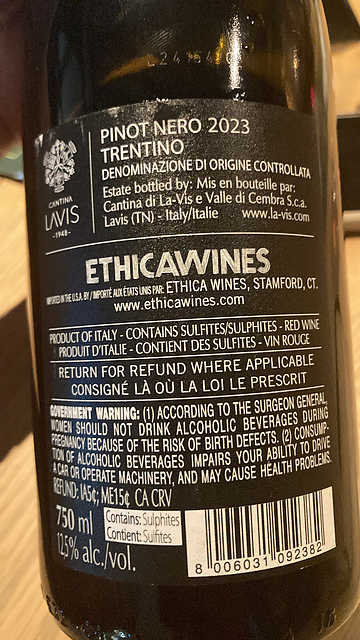 PINOT NERO 2023
TRENTINO
DENOMINAZIONE DI ORIGINE CONTROLLATA
Estate bottled by: Mis en bouteille par:
Cantina di La-Vis e Valle di Cembra S.c.a.
Lavis (TN) - Italy/Italie www.la-vis.com
CANTINA
LAVIS
-1948-
ETHICAWINES
IMPORTED IN THE U.S.A. BY / IMPORTÉ AUX ÉTATS UNIS PAR: ETHICA WINES, STAMFORD, CT.
www.ethicawines.com
PRODUCT OF ITALY - CONTAINS SULFITES/SULPHITES - RED WINE
PRODUIT D'ITALIE - CONTIENT DES SULFITES - VIN ROUGE
RETURN FOR REFUND WHERE APPLICABLE
CONSIGNÉ LÀ OÙ LA LOI LE PRESCRIT
GOVERNMENT WARNING: (1) ACCORDING TO THE SURGEON GENERAL,
WOMEN SHOULD NOT DRINK ALCOHOLIC BEVERAGES DURING
PREGNANCY BECAUSE OF THE RISK OF BIRTH DEFECTS. (2) CONSUMP-
TION OF ALCOHOLIC BEVERAGES IMPAIRS YOUR ABILITY TO DRIVE
A CAR OR OPERATE MACHINERY, AND MAY CAUSE HEALTH PROBLEMS.
REFUND: IA5¢, ME15¢ CA CRV
750 ml
Contains: Sulphites
Contient: Sulfites
12,5% alc./vol.
8 006031 092382